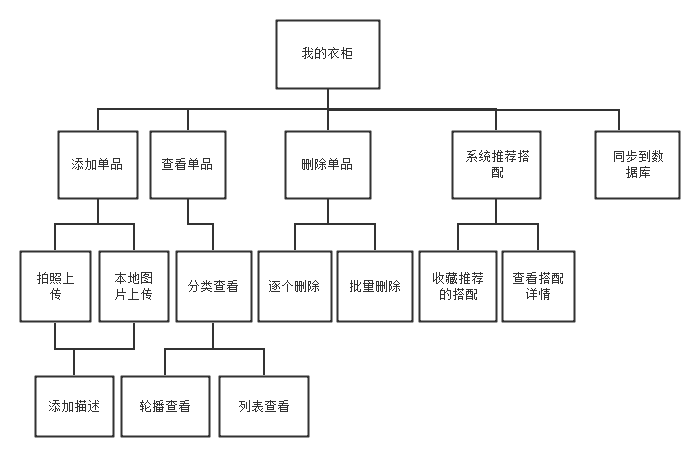 我的衣柜
添加单品
查看单品
删除单品
系统推荐搭
配
同步到数
据库
拍照上
传
本地图
片上传
分类查看
逐个删除
批量删除
收藏推荐
的搭配
查看搭配
详情
添加描述
轮播查看
列表查看